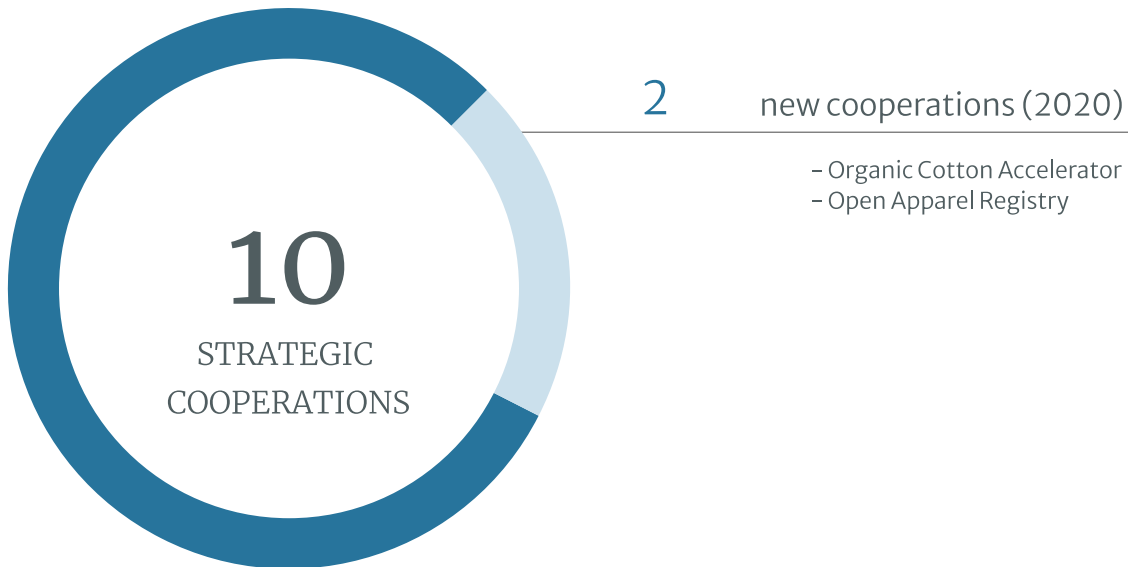 10
STRATEGIC
COOPERATIONS
2 new cooperations (2020)
– Organic Cotton Accelerator
– Open Apparel Registry